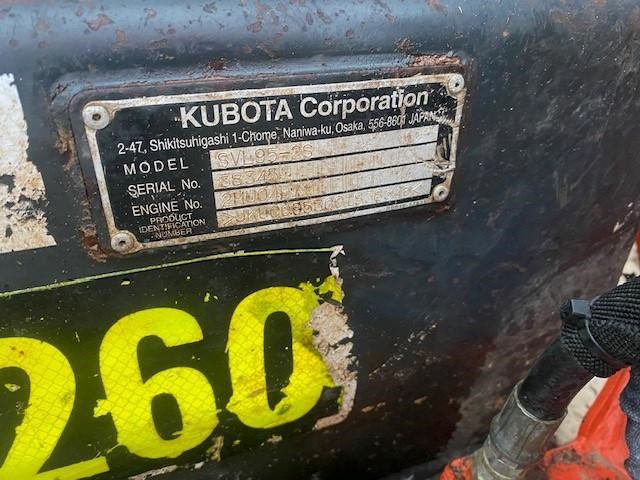 KUBOTA Corporation
2-47, Shikitsuhigashi 1-Chome, Naniwa-ku, Osaka, 556-8601 JAPAN
MODEL SVL95-2S
SERIAL No.
ENGINE No.
PRODUCT
IDENTIFICATION
NUMBER
260